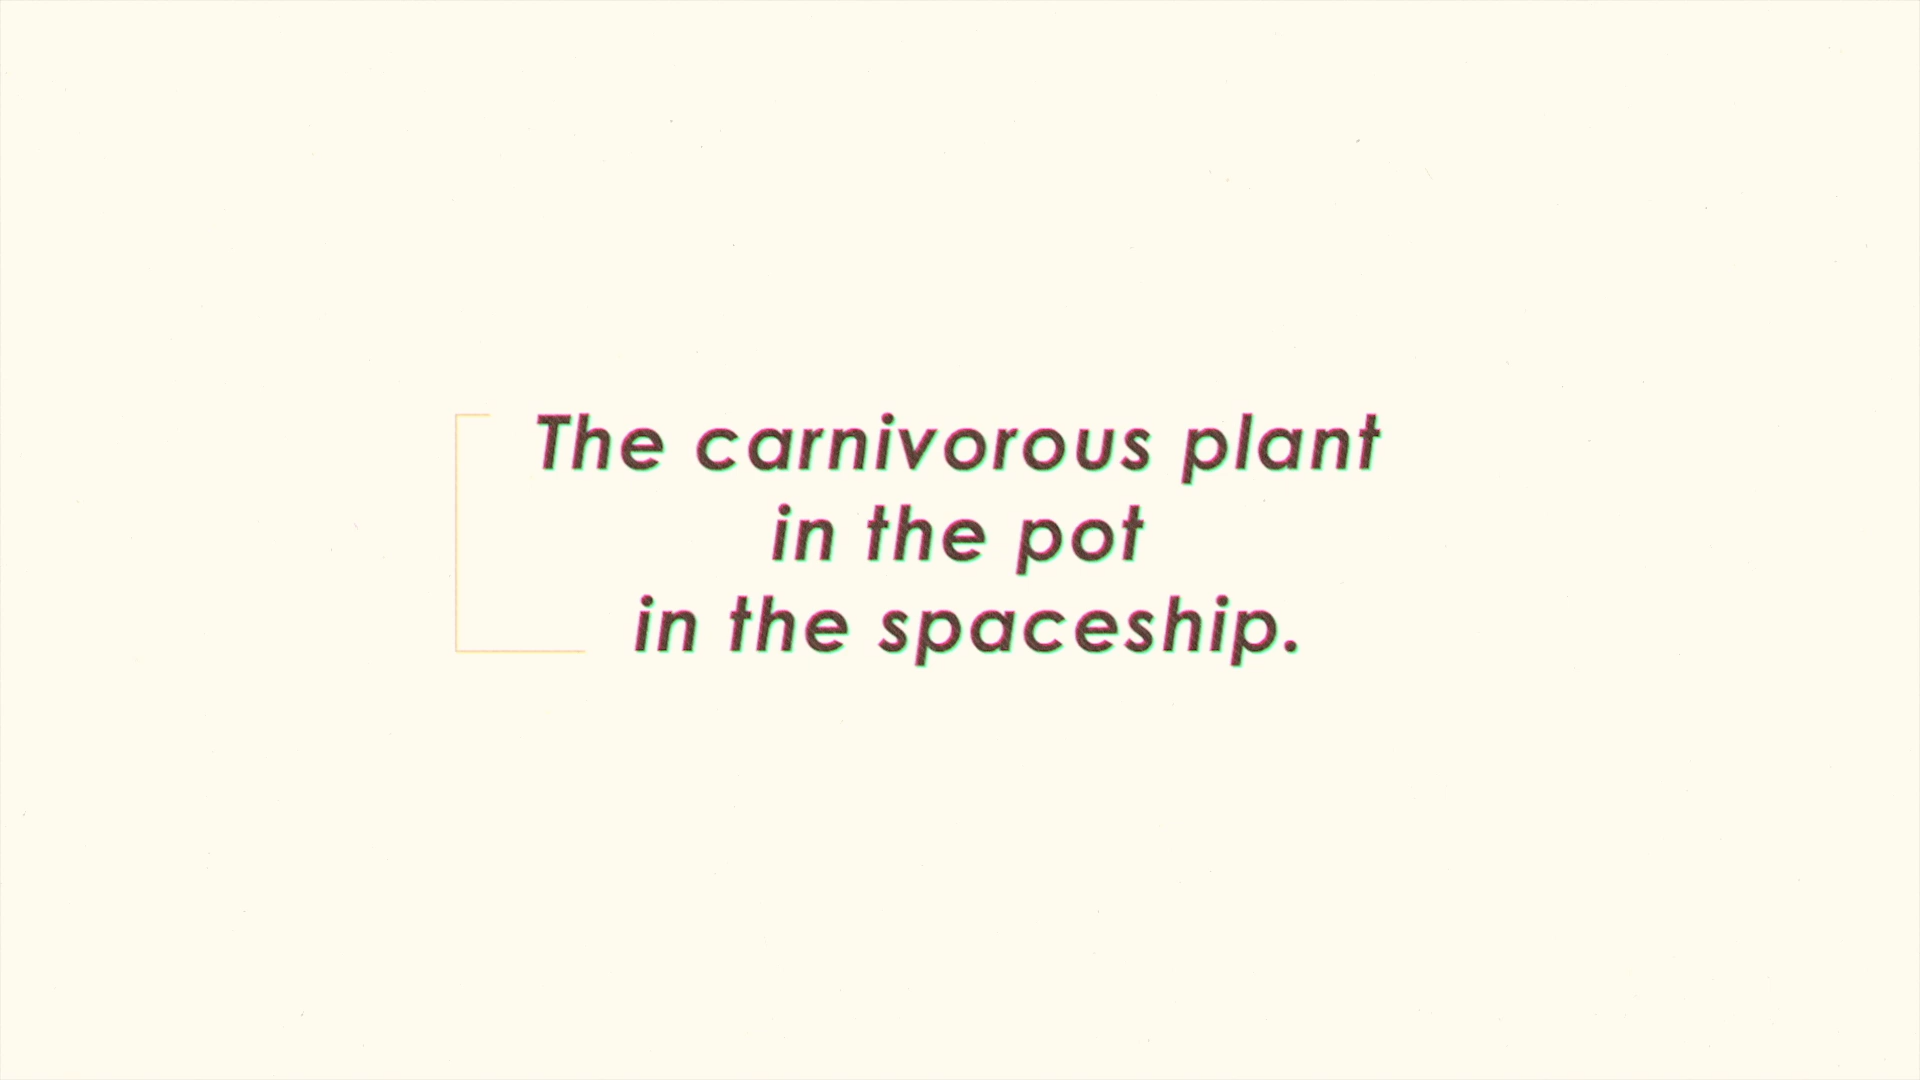 The carnivorous plant
in the pot
in the spaceship.